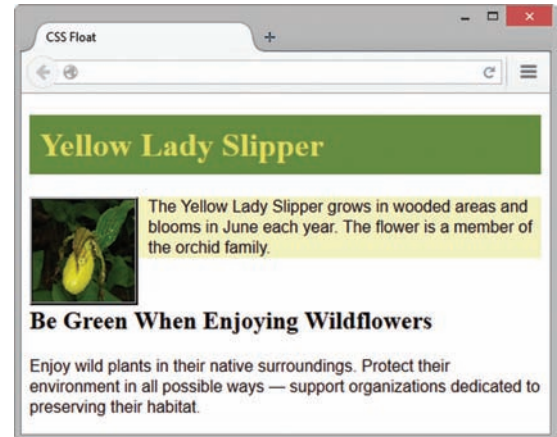 CSS Float
Yellow Lady Slipper
The Yellow Lady Slipper grows in wooded areas and
blooms in June each year. The flower is a member of
the orchid family.
Be Green When Enjoying Wildflowers
Enjoy wild plants in their native surroundings. Protect their
environment in all possible ways — support organizations dedicated to
preserving their habitat.